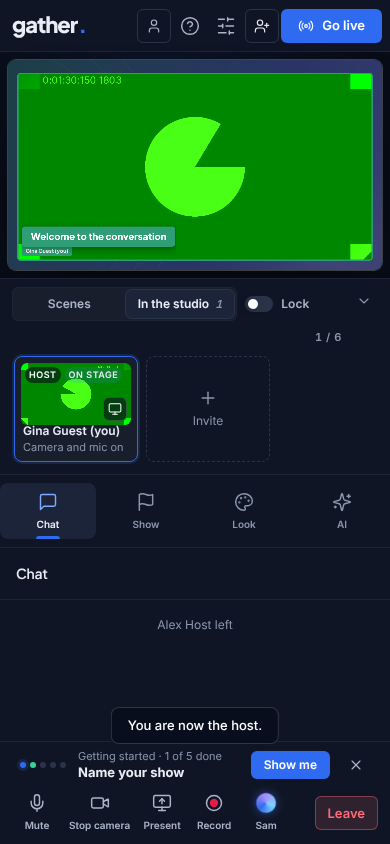 gather.
Go live
0:01:30:150 1803
Welcome to the conversation
Gina Guest (you)
Scenes
In the studio 1
Lock
1 / 6
HOST
ON STAGE
Gina Guest (you)
Camera and mic on
Invite
Chat
Show
Look
AI
Chat
Alex Host left
You are now the host.
Getting started · 1 of 5 done
Name your show
Show me
Mute
Stop camera
Present
Record
Sam
Leave